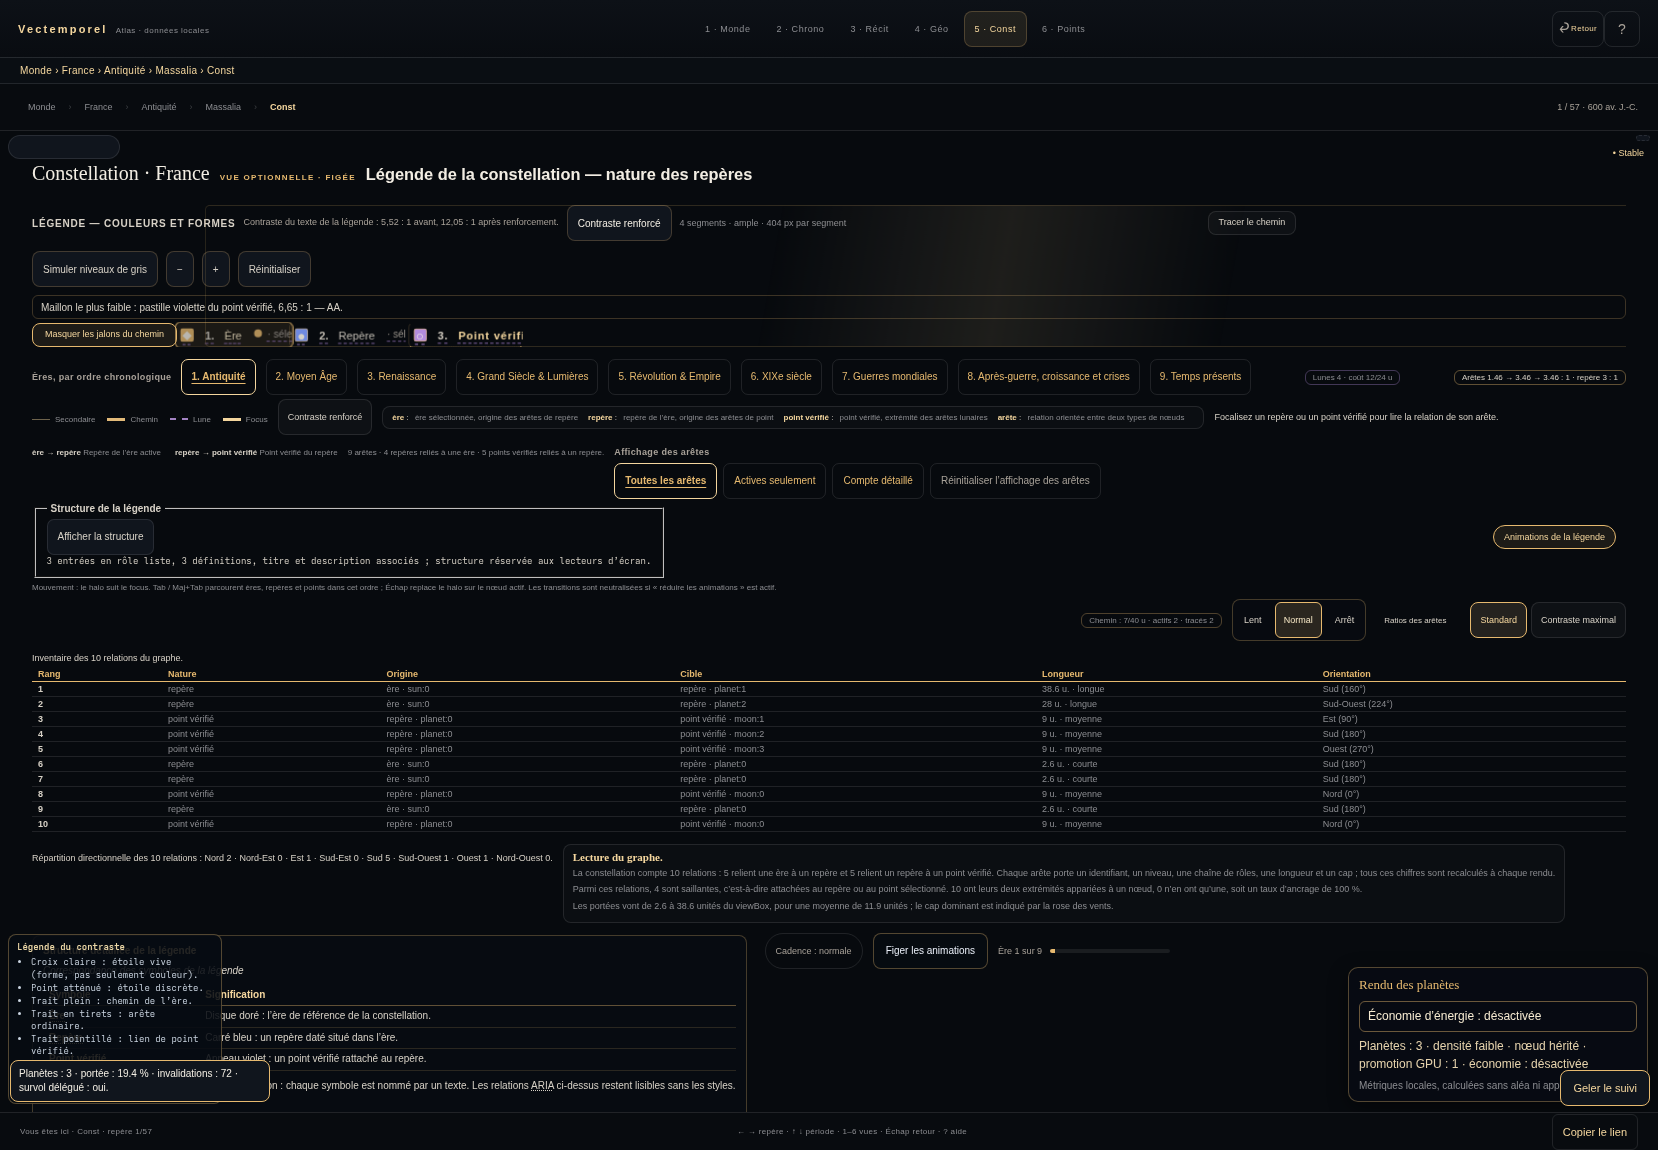 Vectemporel Atlas · données locales
1 · Monde 2 · Chrono 3 · Récit 4 · Géo 5 · Const 6 · Points
Retour ?
Monde › France › Antiquité › Massalia › Const
Monde › France › Antiquité › Massalia › Const
1 / 57 · 600 av. J.-C.
• Stable
Constellation · France VUE OPTIONNELLE · FIGÉE Légende de la constellation — nature des repères
LÉGENDE — COULEURS ET FORMES Contraste du texte de la légende : 5,52 : 1 avant, 12,05 : 1 après renforcement. Contraste renforcé 4 segments · ample · 404 px par segment Tracer le chemin
Simuler niveaux de gris − + Réinitialiser
Maillon le plus faible : pastille violette du point vérifié, 6,65 : 1 — AA.
Masquer les jalons du chemin 1. Ère · séle 2. Repère · sél 3. Point vérifi
Ères, par ordre chronologique 1. Antiquité 2. Moyen Âge 3. Renaissance 4. Grand Siècle & Lumières 5. Révolution & Empire 6. XIXe siècle 7. Guerres mondiales 8. Après-guerre, croissance et crises 9. Temps présents Lunes 4 · coût 12/24 u Arêtes 1.46 → 3.46 → 3.46 : 1 · repère 3 : 1
Secondaire Chemin Lune Focus Contraste renforcé ère : ère sélectionnée, origine des arêtes de repère repère : repère de l’ère, origine des arêtes de point point vérifié : point vérifié, extrémité des arêtes lunaires arête : relation orientée entre deux types de nœuds Focalisez un repère ou un point vérifié pour lire la relation de son arête.
ère → repère Repère de l’ère active repère → point vérifié Point vérifié du repère 9 arêtes · 4 repères reliés à une ère · 5 points vérifiés reliés à un repère. Affichage des arêtes
Toutes les arêtes Actives seulement Compte détaillé Réinitialiser l’affichage des arêtes
Structure de la légende
Afficher la structure
Animations de la légende
3 entrées en rôle liste, 3 définitions, titre et description associés ; structure réservée aux lecteurs d’écran.
Mouvement : le halo suit le focus. Tab / Maj+Tab parcourent ères, repères et points dans cet ordre ; Échap replace le halo sur le nœud actif. Les transitions sont neutralisées si « réduire les animations » est actif.
Chemin : 7/40 u · actifs 2 · tracés 2 Lent Normal Arrêt Ratios des arêtes Standard Contraste maximal
Inventaire des 10 relations du graphe.
Rang Nature Origine Cible Longueur Orientation
1 repère ère · sun:0 repère · planet:1 38.6 u. · longue Sud (160°)
2 repère ère · sun:0 repère · planet:2 28 u. · longue Sud-Ouest (224°)
3 point vérifié repère · planet:0 point vérifié · moon:1 9 u. · moyenne Est (90°)
4 point vérifié repère · planet:0 point vérifié · moon:2 9 u. · moyenne Sud (180°)
5 point vérifié repère · planet:0 point vérifié · moon:3 9 u. · moyenne Ouest (270°)
6 repère ère · sun:0 repère · planet:0 2.6 u. · courte Sud (180°)
7 repère ère · sun:0 repère · planet:0 2.6 u. · courte Sud (180°)
8 point vérifié repère · planet:0 point vérifié · moon:0 9 u. · moyenne Nord (0°)
9 repère ère · sun:0 repère · planet:0 2.6 u. · courte Sud (180°)
10 point vérifié repère · planet:0 point vérifié · moon:0 9 u. · moyenne Nord (0°)
Répartition directionnelle des 10 relations : Nord 2 · Nord-Est 0 · Est 1 · Sud-Est 0 · Sud 5 · Sud-Ouest 1 · Ouest 1 · Nord-Ouest 0.
Lecture du graphe.
La constellation compte 10 relations : 5 relient une ère à un repère et 5 relient un repère à un point vérifié. Chaque arête porte un identifiant, un niveau, une chaîne de rôles, une longueur et un cap ; tous ces chiffres sont recalculés à chaque rendu.
Parmi ces relations, 4 sont saillantes, c’est-à-dire attachées au repère ou au point sélectionné. 10 ont leurs deux extrémités appariées à un nœud, 0 n’en ont qu’une, soit un taux d’ancrage de 100 %.
Les portées vont de 2.6 à 38.6 unités du viewBox, pour une moyenne de 11.9 unités ; le cap dominant est indiqué par la rose des vents.
Légende du contraste
• Croix claire : étoile vive
(forme, pas seulement couleur).
• Point atténué : étoile discrète.
• Trait plein : chemin de l’ère.
• Trait en tirets : arête
ordinaire.
• Trait pointillé : lien de point
vérifié.
de la légende
la légende
Signification
Disque doré : l’ère de référence de la constellation.
Carré bleu : un repère daté situé dans l’ère.
Anneau violet : un point vérifié rattaché au repère.
on : chaque symbole est nommé par un texte. Les relations ARIA ci-dessus restent lisibles sans les styles.
Planètes : 3 · portée : 19.4 % · invalidations : 72 ·
survol délégué : oui.
Cadence : normale Figer les animations Ère 1 sur 9
Rendu des planètes
Économie d’énergie : désactivée
Planètes : 3 · densité faible · nœud hérité ·
promotion GPU : 1 · économie : désactivée
Métriques locales, calculées sans aléa ni app
Geler le suivi
Vous êtes ici · Const · repère 1/57
← → repère · ↑ ↓ période · 1–6 vues · Échap retour · ? aide
Copier le lien